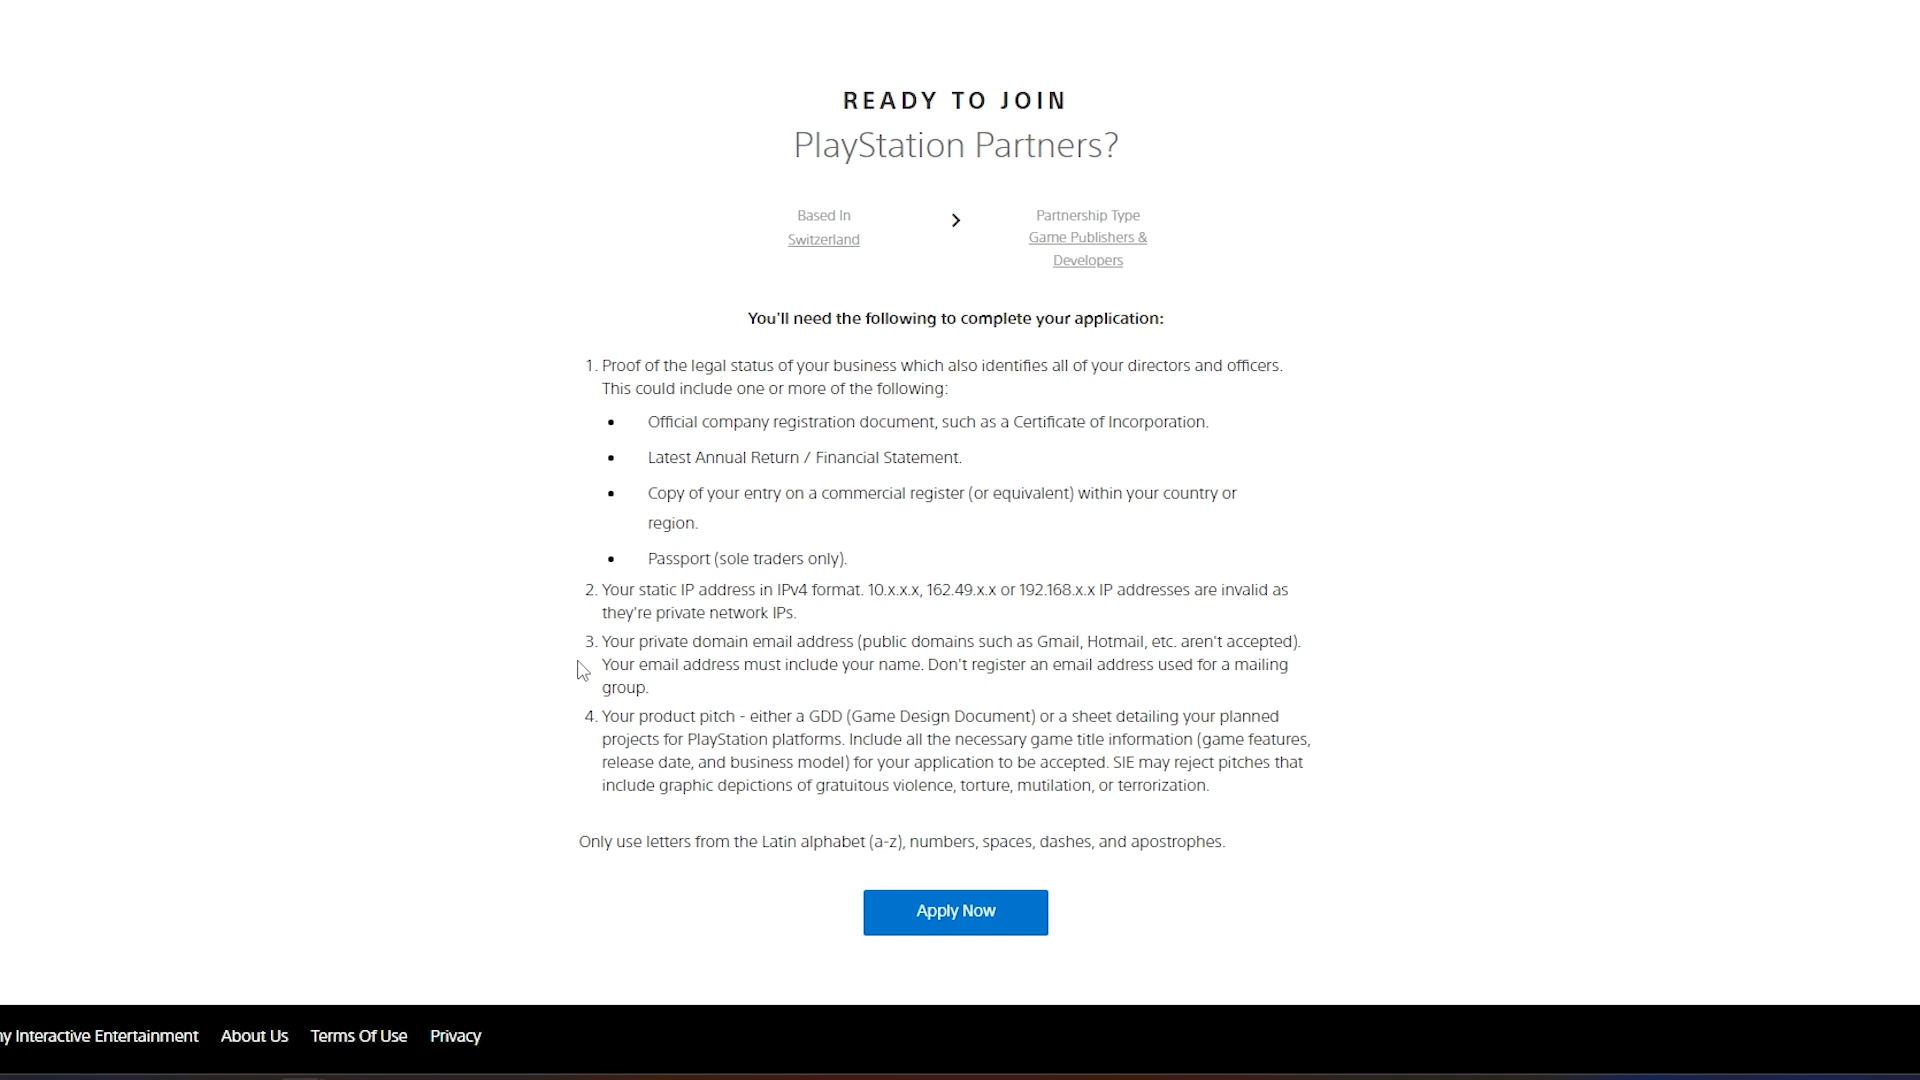 READY TO JOIN
PlayStation Partners?
Based In
Switzerland
Partnership Type
Game Publishers &
Developers
You'll need the following to complete your application:
1. Proof of the legal status of your business which also identifies all of your directors and officers.
This could include one or more of the following:
• Official company registration document, such as a Certificate of Incorporation.
• Latest Annual Return / Financial Statement.
• Copy of your entry on a commercial register (or equivalent) within your country or
region.
• Passport (sole traders only).
2. Your static IP address in IPv4 format. 10.x.x.x, 162.49.x.x or 192.168.x.x IP addresses are invalid as
they're private network IPs.
3. Your private domain email address (public domains such as Gmail, Hotmail, etc. aren't accepted).
Your email address must include your name. Don't register an email address used for a mailing
group.
4. Your product pitch - either a GDD (Game Design Document) or a sheet detailing your planned
projects for PlayStation platforms. Include all the necessary game title information (game features,
release date, and business model) for your application to be accepted. SIE may reject pitches that
include graphic depictions of gratuitous violence, torture, mutilation, or terrorization.
Only use letters from the Latin alphabet (a-z), numbers, spaces, dashes, and apostrophes.
Apply Now
Interactive Entertainment About Us Terms Of Use Privacy